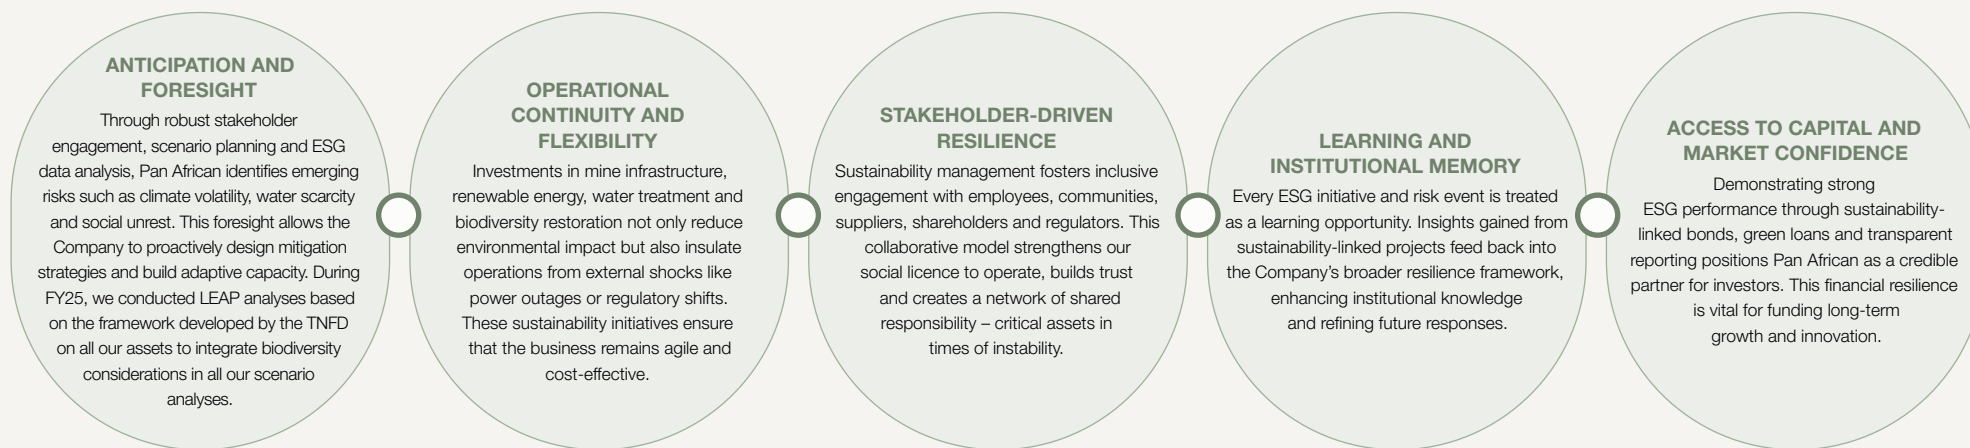 ANTICIPATION AND
FORESIGHT
Through robust stakeholder
engagement, scenario planning and ESG
data analysis, Pan African identifies emerging
risks such as climate volatility, water scarcity
and social unrest. This foresight allows the
Company to proactively design mitigation
strategies and build adaptive capacity. During
FY25, we conducted LEAP analyses based
on the framework developed by the TNFD
on all our assets to integrate biodiversity
considerations in all our scenario
analyses.
OPERATIONAL
CONTINUITY AND
FLEXIBILITY
Investments in mine infrastructure,
renewable energy, water treatment and
biodiversity restoration not only reduce
environmental impact but also insulate
operations from external shocks like
power outages or regulatory shifts.
These sustainability initiatives ensure
that the business remains agile and
cost-effective.
STAKEHOLDER-DRIVEN
RESILIENCE
Sustainability management fosters inclusive
engagement with employees, communities,
suppliers, shareholders and regulators. This
collaborative model strengthens our
social licence to operate, builds trust
and creates a network of shared
responsibility – critical assets in
times of instability.
LEARNING AND
INSTITUTIONAL MEMORY
Every ESG initiative and risk event is treated
as a learning opportunity. Insights gained from
sustainability-linked projects feed back into
the Company’s broader resilience framework,
enhancing institutional knowledge
and refining future responses.
ACCESS TO CAPITAL AND
MARKET CONFIDENCE
Demonstrating strong
ESG performance through sustainability-
linked bonds, green loans and transparent
reporting positions Pan African as a credible
partner for investors. This financial resilience
is vital for funding long-term
growth and innovation.